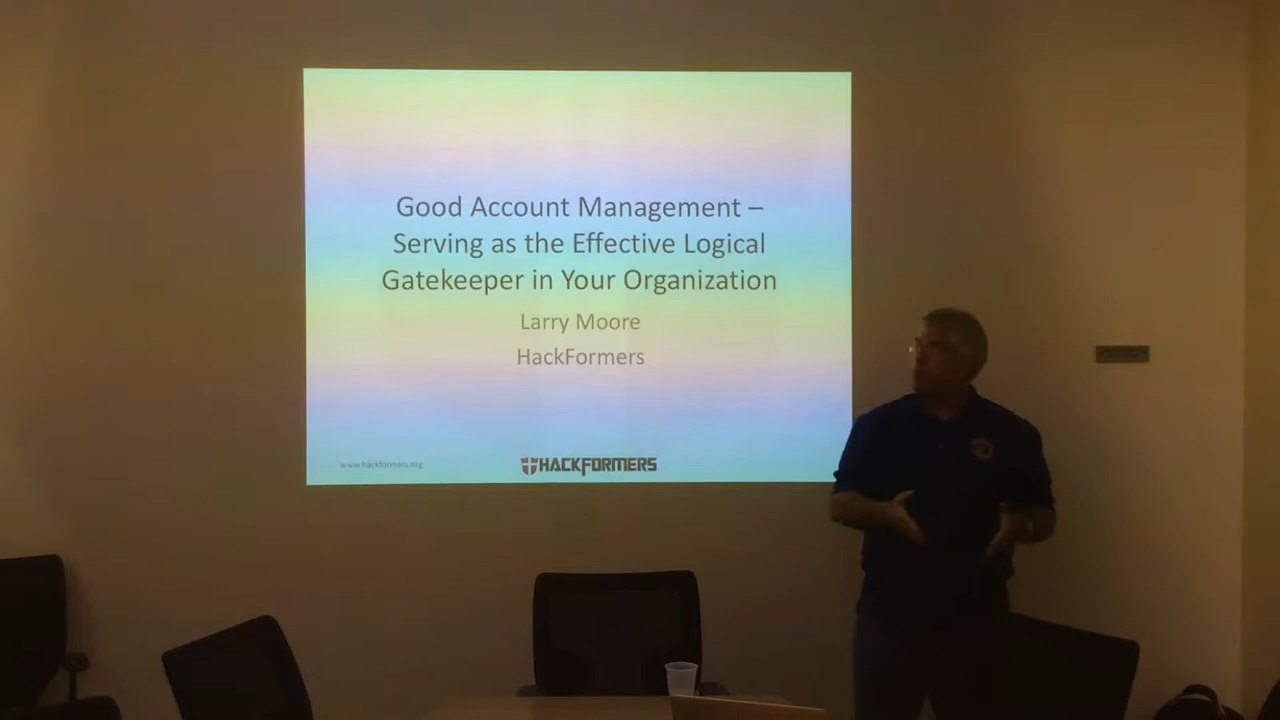 Good Account Management –
Serving as the Effective Logical
Gatekeeper in Your Organization
Larry Moore
HackFormers
www.hackformers.org
HACKFORMERS